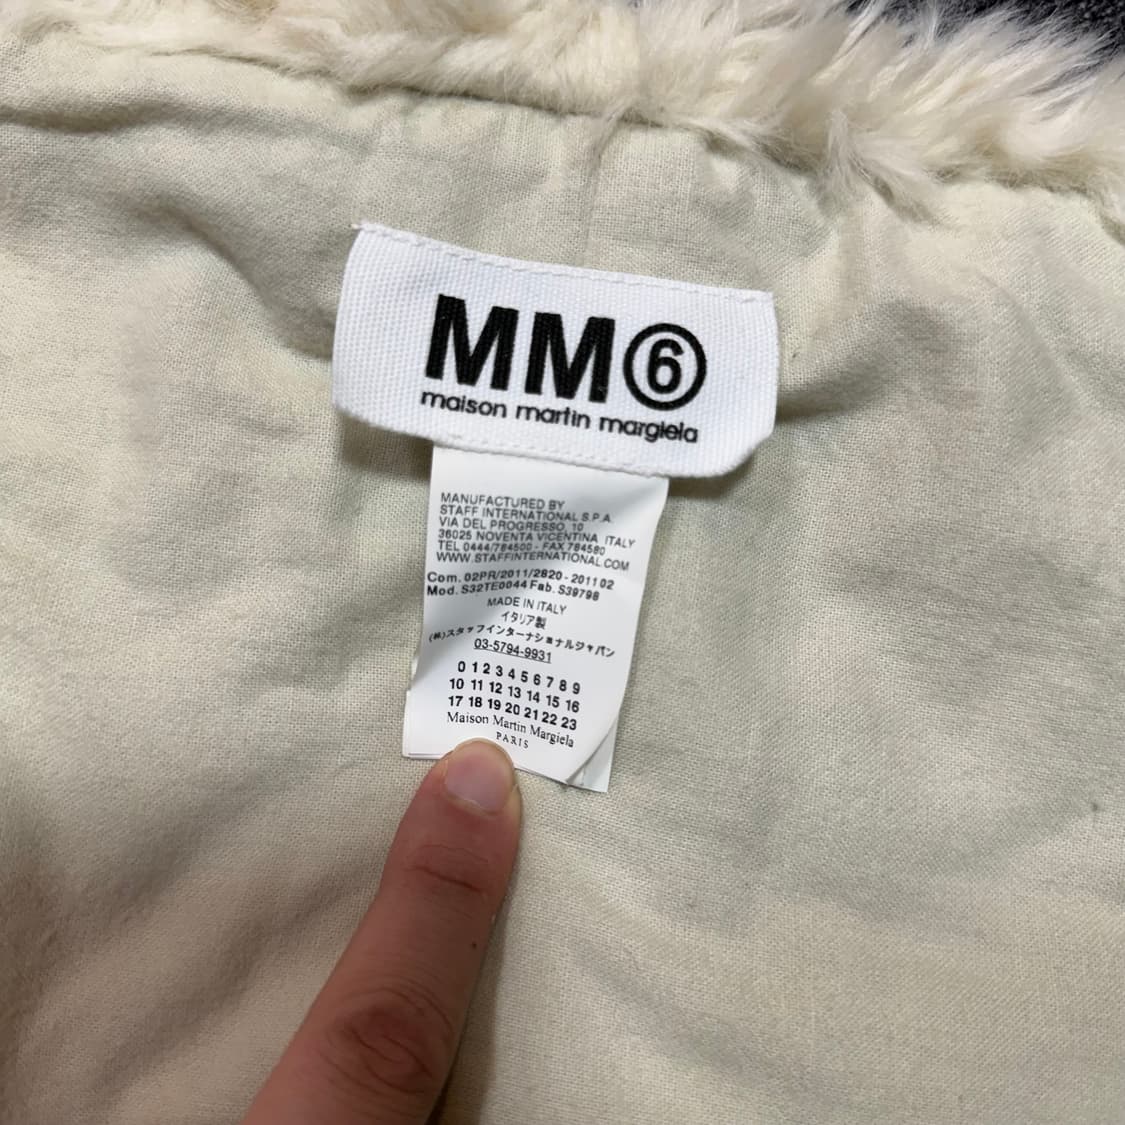 MM⑥
maison martin margiela
MANUFACTURED BY
STAFF INTERNATIONAL S.P.A.
VIA DEL PROGRESSO, 10
36025 NOVENTA VICENTINA ITALY
TEL 0444/784500 - FAX 784580
WWW.STAFFINTERNATIONAL.COM
Com. 02PR/2011/2820 - 201102
Mod. S32TE0044 Fab. S39798
MADE IN ITALY
イタリア製
(株)スタッフインターナショナルジャパン
03-5794-9931
0 1 2 3 4 5 6 7 8 9
10 11 12 13 14 15 16
17 18 19 20 21 22 23
Maison Martin Margiela
PARIS